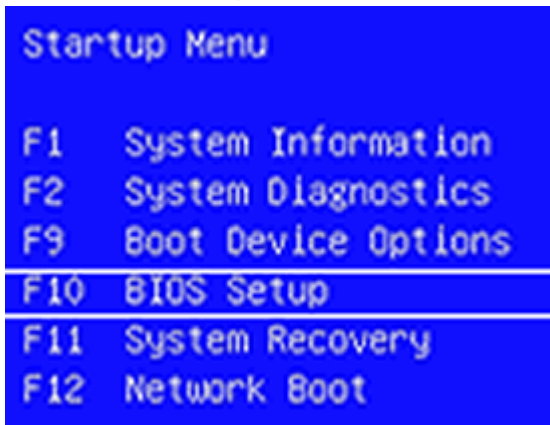 Startup Menu
F1 System Information
F2 System Diagnostics
F9 Boot Device Options
F10 BIOS Setup
F11 System Recovery
F12 Network Boot